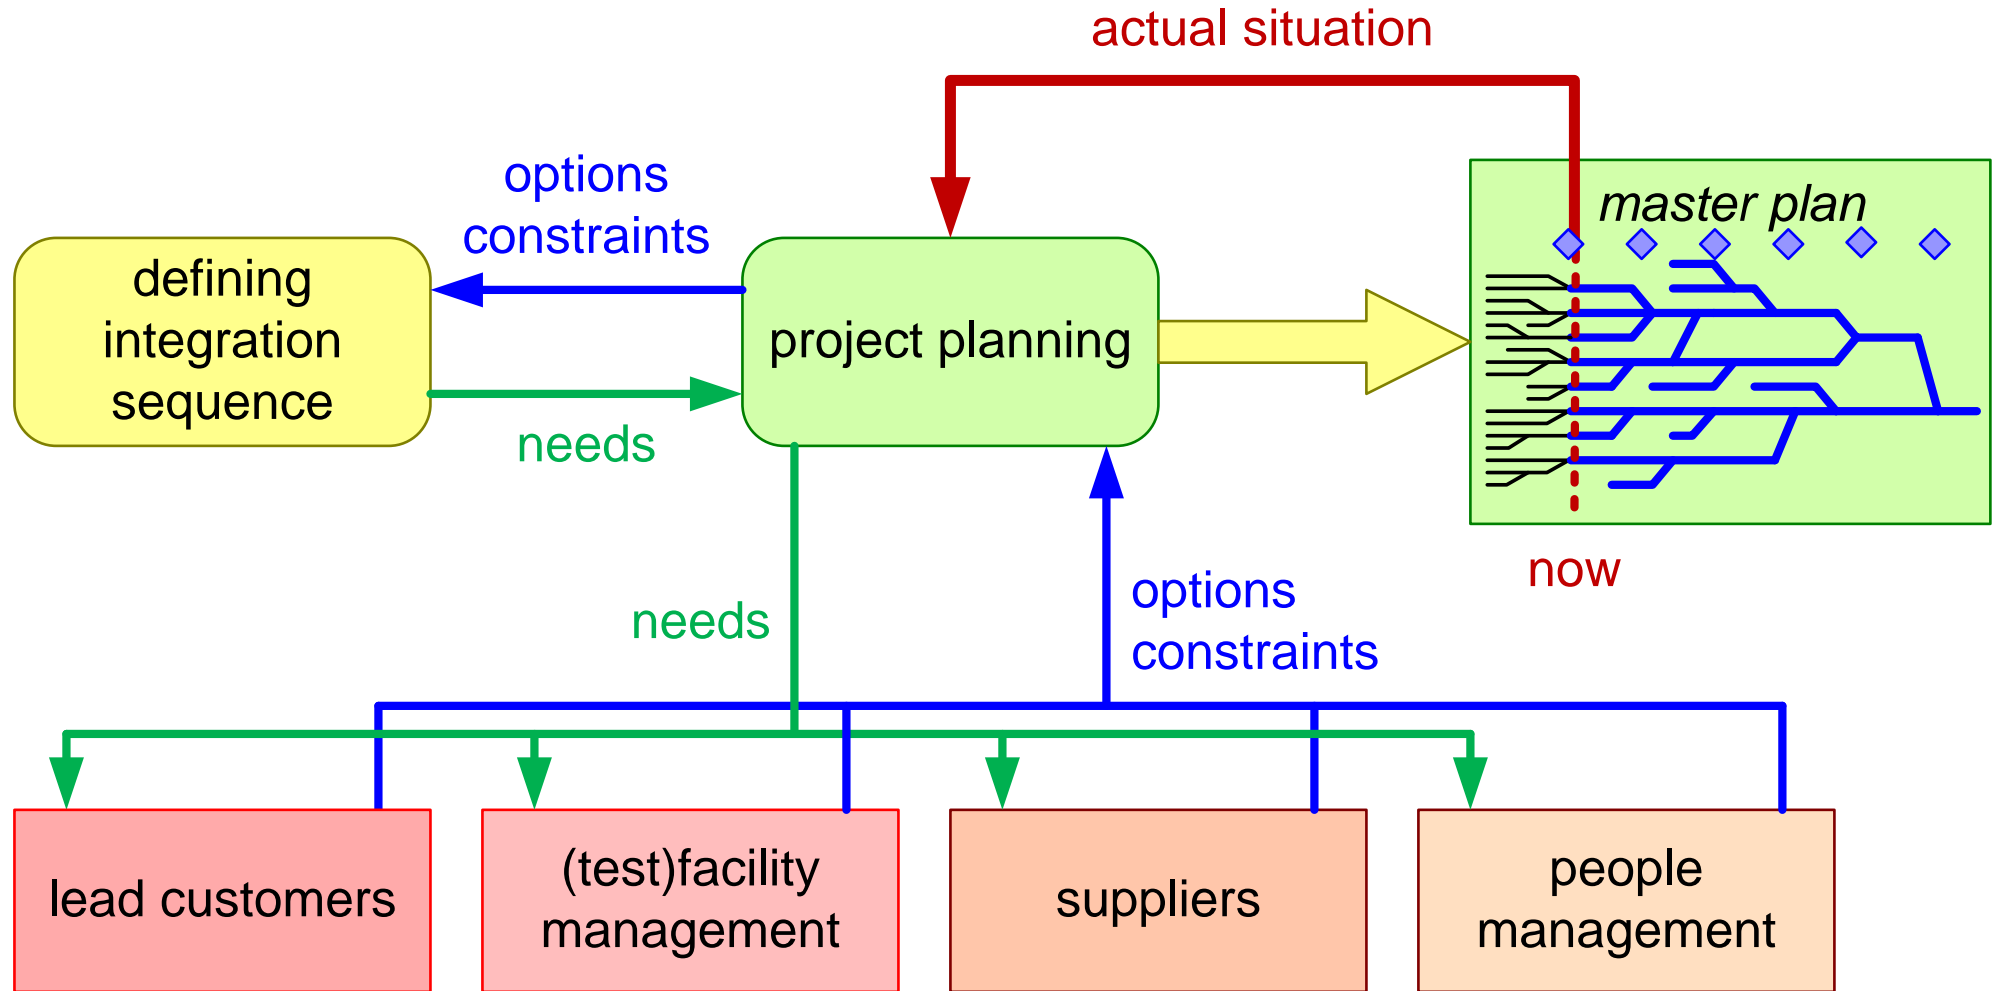 actual situation
options
constraints
master plan
defining
integration
sequence
project planning
needs
now
needs
options
constraints
lead customers
(test)facility
management
suppliers
people
management